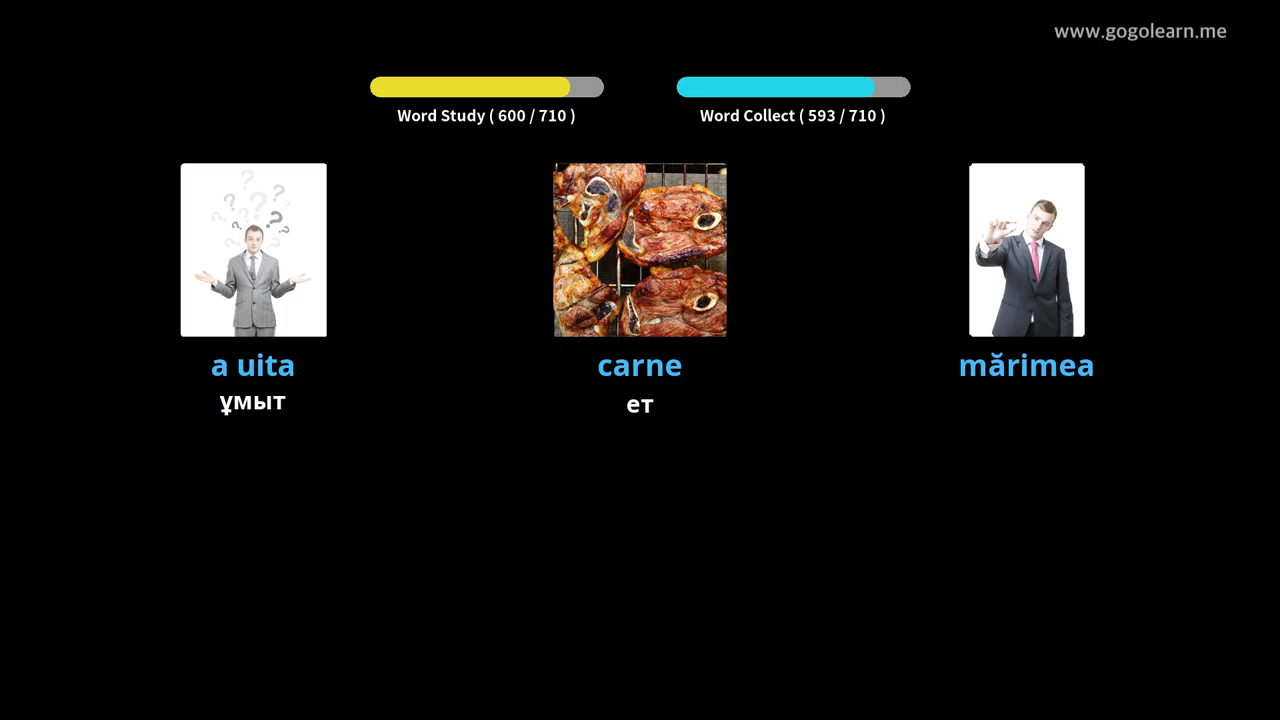 www.gogolearn.me
Word Study ( 600 / 710 )
Word Collect ( 593 / 710 )
a uita
carne
mărimea
ұмыт
ет